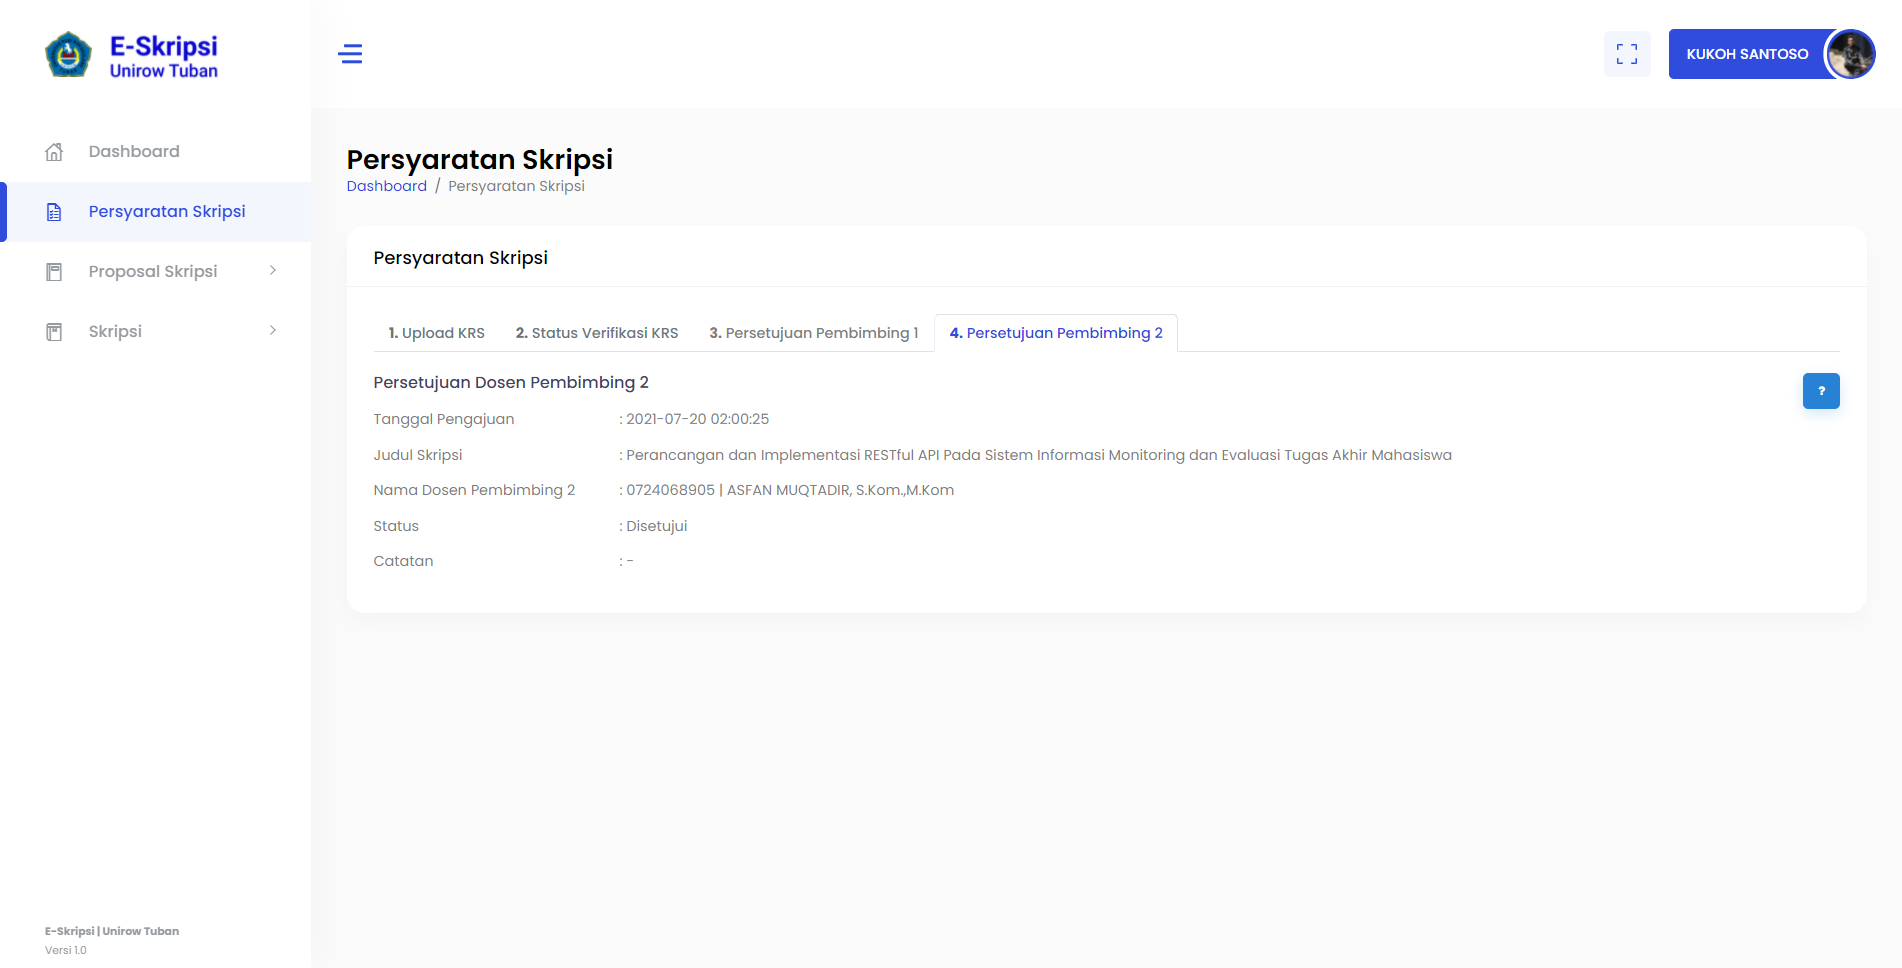 E-Skripsi
Unirow Tuban
KUKOH SANTOSO
Dashboard
Persyaratan Skripsi
Proposal Skripsi
Skripsi
Persyaratan Skripsi
Dashboard / Persyaratan Skripsi
Persyaratan Skripsi
1. Upload KRS 2. Status Verifikasi KRS 3. Persetujuan Pembimbing 1 4. Persetujuan Pembimbing 2
Persetujuan Dosen Pembimbing 2
?
Tanggal Pengajuan : 2021-07-20 02:00:25
Judul Skripsi : Perancangan dan Implementasi RESTful API Pada Sistem Informasi Monitoring dan Evaluasi Tugas Akhir Mahasiswa
Nama Dosen Pembimbing 2 : 0724068905 | ASFAN MUQTADIR, S.Kom.,M.Kom
Status : Disetujui
Catatan : -
E-Skripsi | Unirow Tuban
Versi 1.0